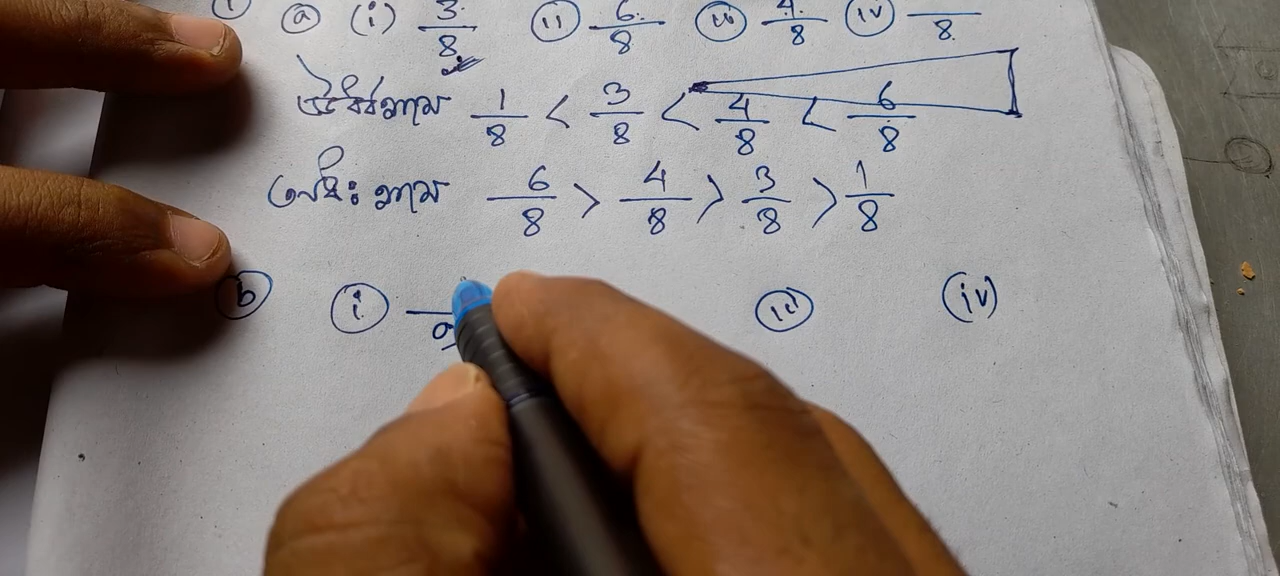 ① ⓐ (i) 3/8 (ii) 6/8 (iii) 4/8 (iv) /8
ঊর্ধ্বক্রমে 1/8 < 3/8 < 4/8 < 6/8
ক্রমে 6/8 > 4/8 > 3/8 > 1/8
ⓑ (i) /9 (iii) (iv)